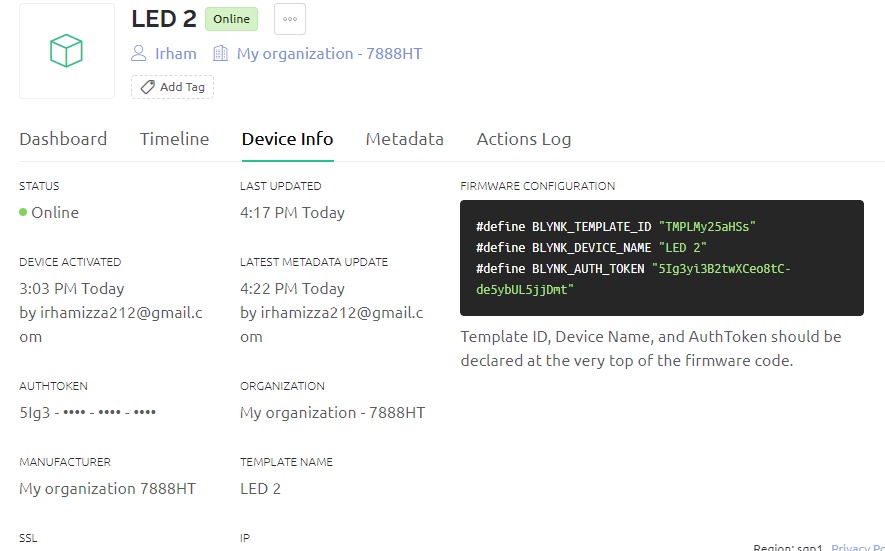 LED 2 Online
Irham My organization - 7888HT
Add Tag
Dashboard Timeline Device Info Metadata Actions Log
STATUS
Online
LAST UPDATED
4:17 PM Today
DEVICE ACTIVATED
3:03 PM Today
by irhamizza212@gmail.c
om
LATEST METADATA UPDATE
4:22 PM Today
by irhamizza212@gmail.c
om
AUTHTOKEN
5Ig3 - •••• - •••• - ••••
ORGANIZATION
My organization - 7888HT
MANUFACTURER
My organization 7888HT
TEMPLATE NAME
LED 2
SSL
IP
FIRMWARE CONFIGURATION
#define BLYNK_TEMPLATE_ID "TMPLMy25aHSs"
#define BLYNK_DEVICE_NAME "LED 2"
#define BLYNK_AUTH_TOKEN "5Ig3yi3B2twXCeo8tC-
de5ybUL5jjDmt"
Template ID, Device Name, and AuthToken should be
declared at the very top of the firmware code.
Region: sgp1 Privacy Po